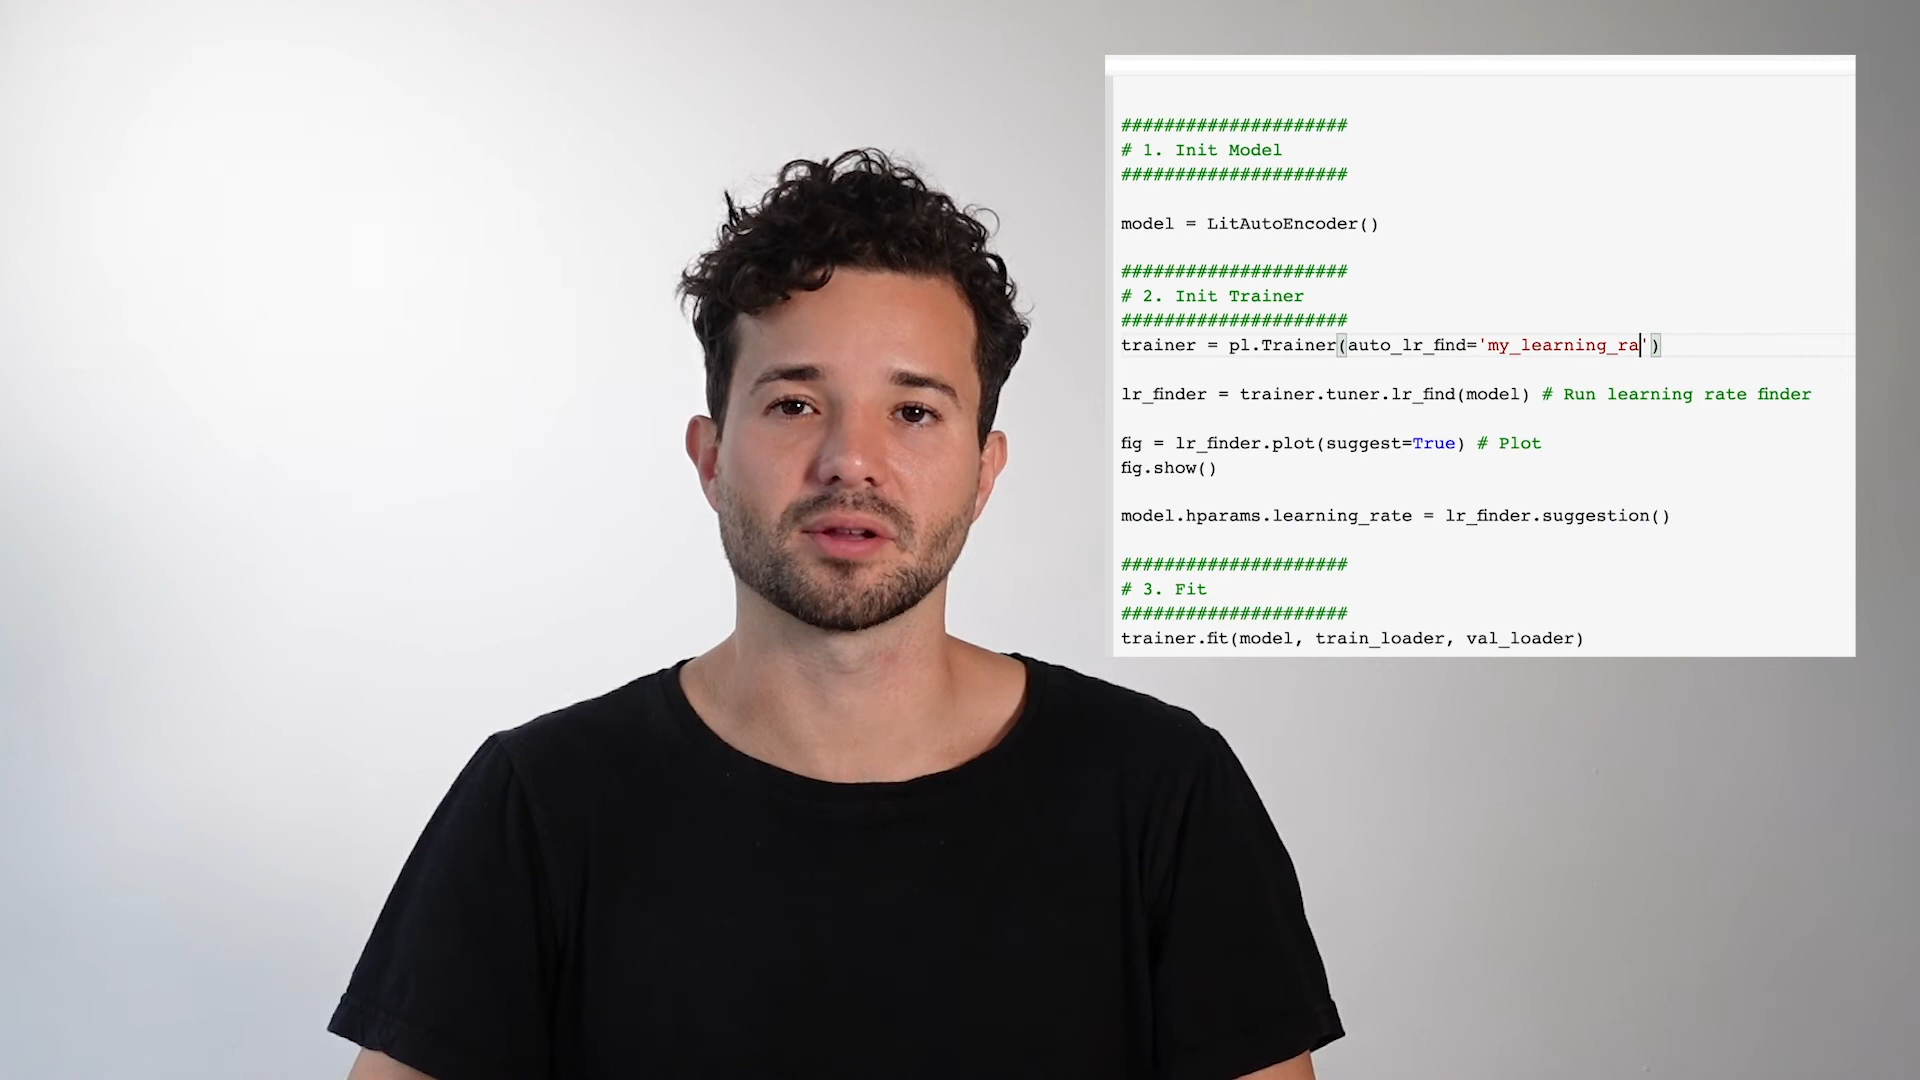 #####################
# 1. Init Model
#####################
model = LitAutoEncoder()
#####################
# 2. Init Trainer
#####################
trainer = pl.Trainer(auto_lr_find='my_learning_ra')
lr_finder = trainer.tuner.lr_find(model) # Run learning rate finder
fig = lr_finder.plot(suggest=True) # Plot
fig.show()
model.hparams.learning_rate = lr_finder.suggestion()
#####################
# 3. Fit
#####################
trainer.fit(model, train_loader, val_loader)